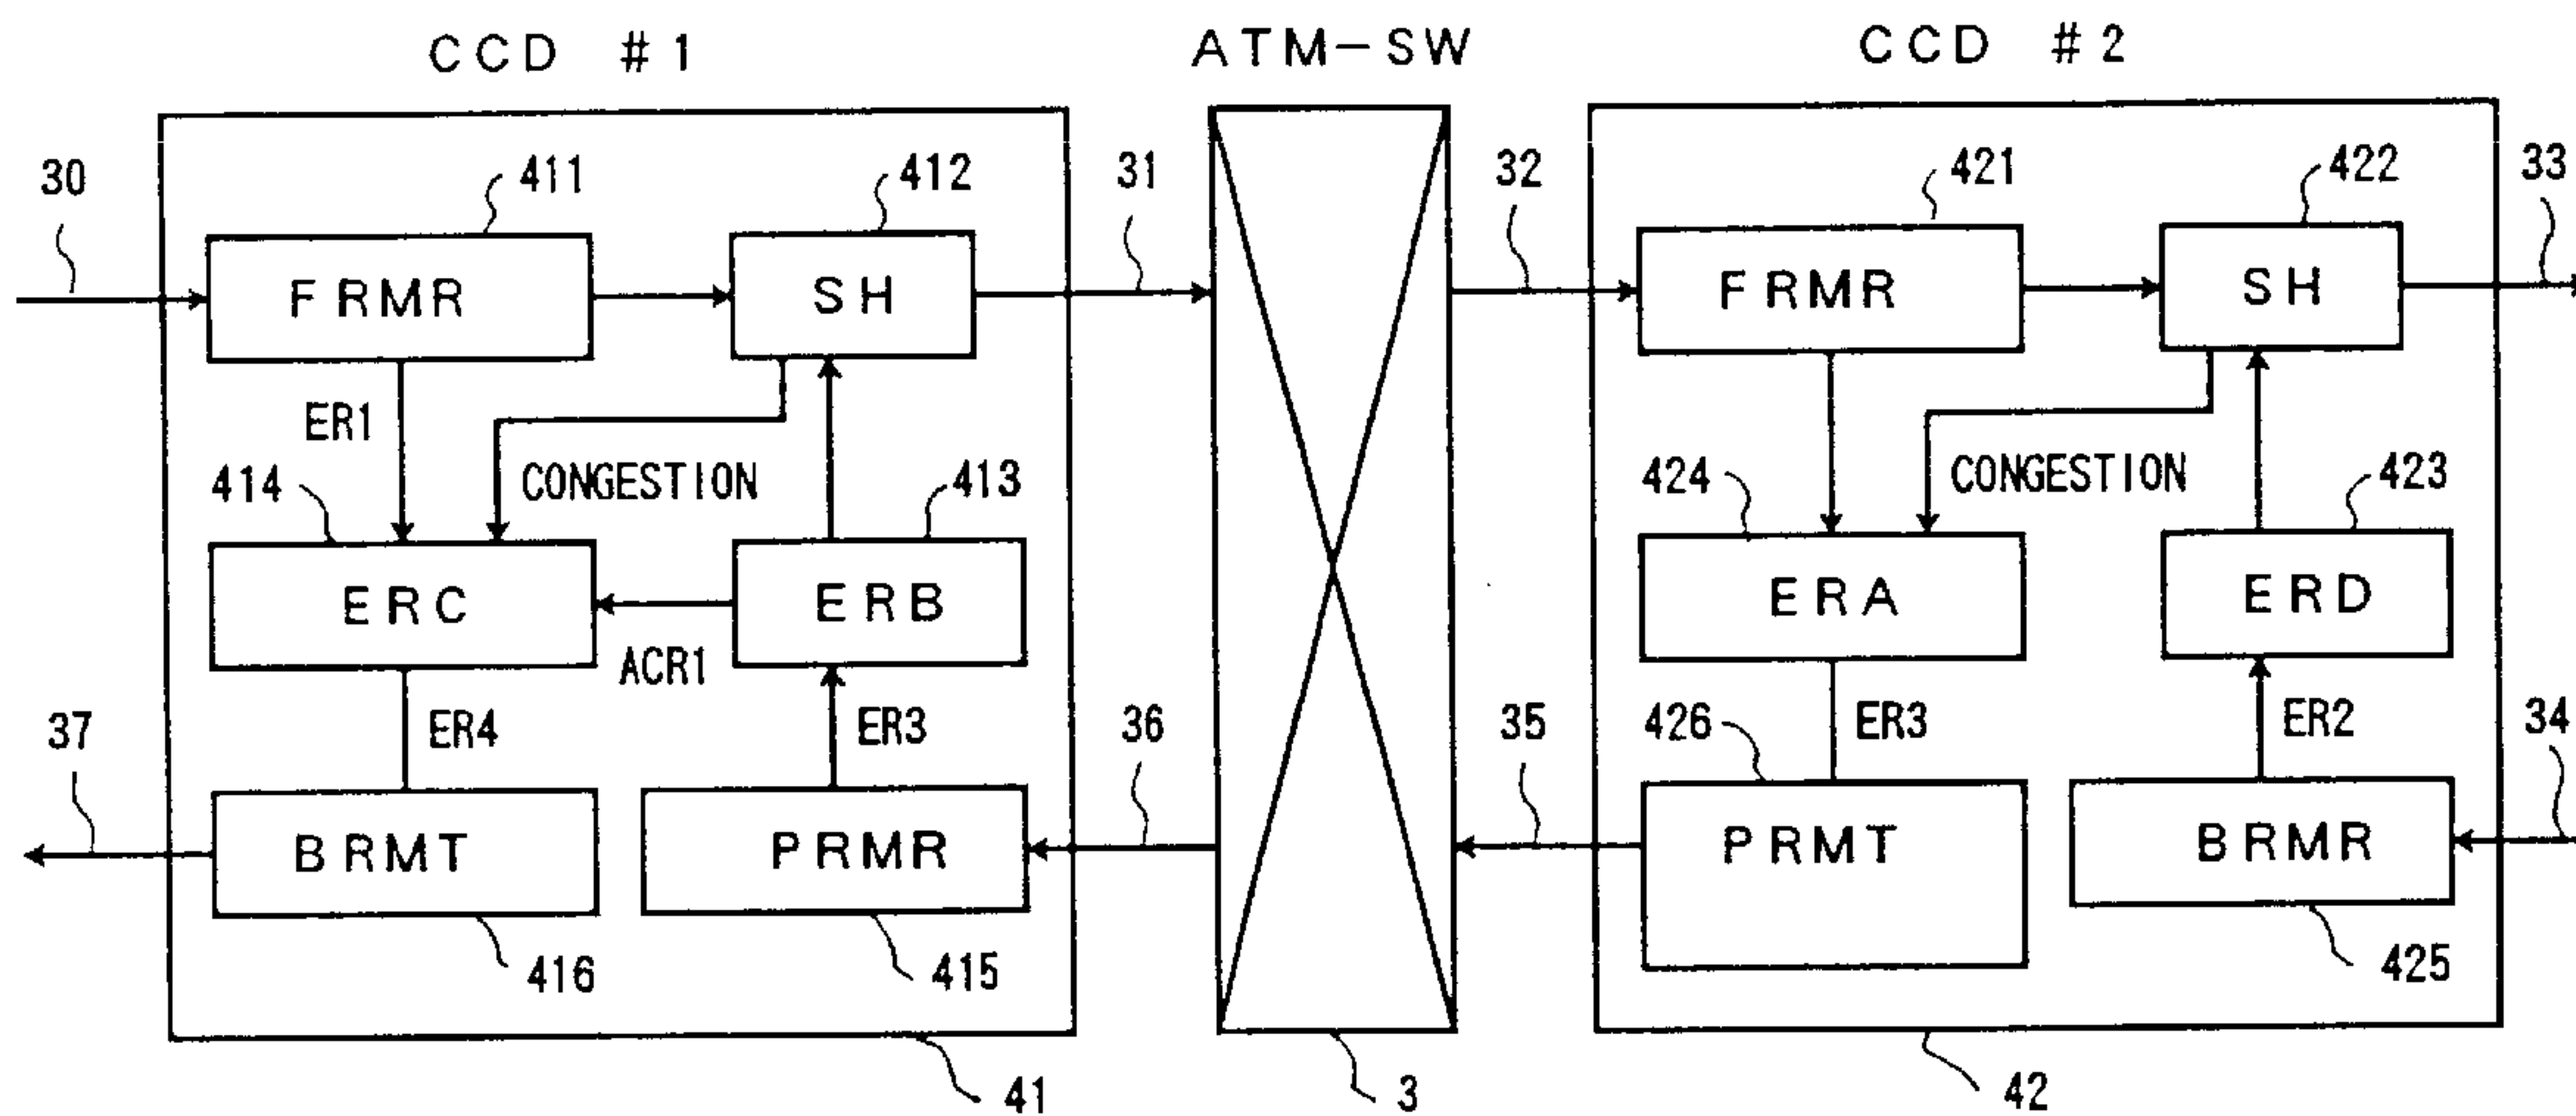 CCD #1
ATM-SW
CCD #2
30
411
412
31
32
421
422
33
FRMR
SH
FRMR
SH
ER1
CONGESTION
414
413
CONGESTION
424
423
ERC
ERB
ERA
ERD
ACR1
37
ER4
ER3
36
35
426
ER3
ER2
34
BRMT
PRMR
PRMT
BRMR
416
415
425
41
3
42